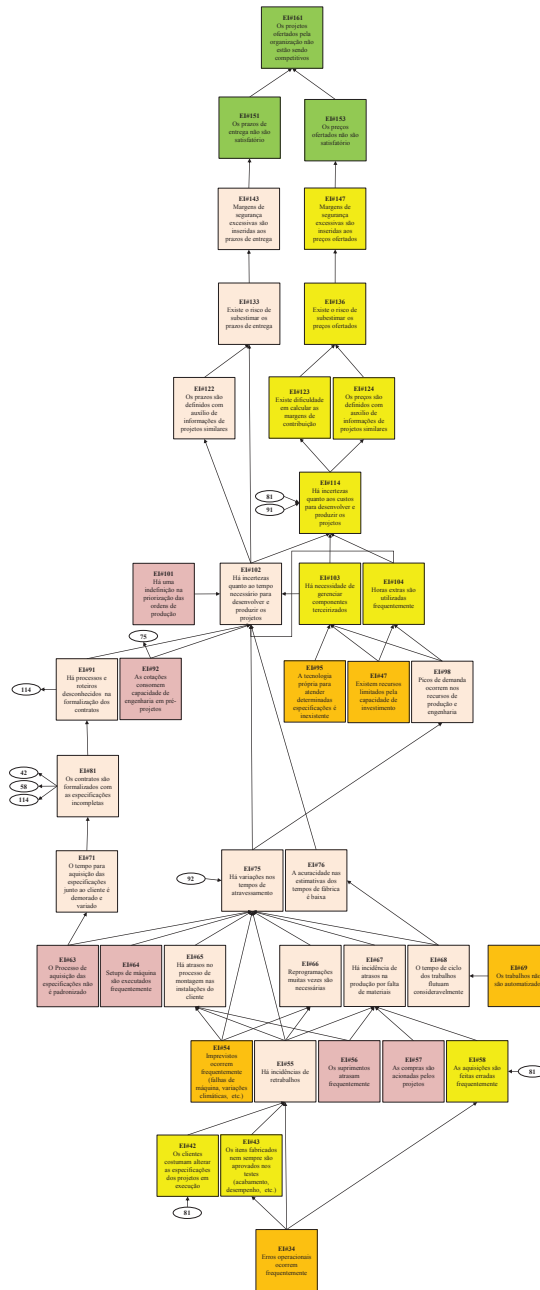 EI#161
Os projetos
ofertados pela
organização não
estão sendo
competitivos
EI#151
Os prazos de
entrega não são
satisfatório
EI#153
Os preços
ofertados não são
satisfatório
EI#143
Margens de
segurança
excessivas são
inseridas aos
prazos de entrega
EI#147
Margens de
segurança
excessivas são
inseridas aos
preços ofertados
EI#133
Existe o risco de
subestimar os
prazos de entrega
EI#136
Existe o risco de
subestimar os
preços ofertados
EI#122
Os prazos são
definidos com
auxílio de
informações de
projetos similares
EI#123
Existe dificuldade
em calcular as
margens de
contribuição
EI#124
Os preços são
definidos com
auxílio de
informações de
projetos similares
EI#114
Há incertezas
quanto aos custos
para desenvolver e
produzir os
projetos
81
91
EI#101
Há uma
indefinição na
priorização das
ordens de
produção
EI#102
Há incertezas
quanto ao tempo
necessário para
desenvolver e
produzir os
projetos
EI#103
Há necessidade de
gerenciar
componentes
terceirizados
EI#104
Horas extras são
utilizadas
frequentemente
75
EI#91
Há processos e
roteiros
desconhecidos na
formalização dos
contratos
114
EI#92
As cotações
consomem
capacidade de
engenharia em pré-
projetos
EI#95
A tecnologia
própria para
atender
determinadas
especificações é
inexistente
EI#47
Existem recursos
limitados pela
capacidade de
investimento
EI#98
Picos de demanda
ocorrem nos
recursos de
produção e
engenharia
42
58
114
EI#81
Os contratos são
formalizados com
as especificações
incompletas
EI#71
O tempo para
aquisição das
especificações
junto ao cliente é
demorado e
variado
92
EI#75
Há variações nos
tempos de
atravessamento
EI#76
A acuracidade nas
estimativas dos
tempos de fábrica
é baixa
EI#63
O Processo de
aquisição das
especificações não
é padronizado
EI#64
Setups de máquina
são executados
frequentemente
EI#65
Há atrasos no
processo de
montagem nas
instalações do
cliente
EI#66
Reprogramações
muitas vezes são
necessárias
EI#67
Há incidência de
atrasos na
produção por falta
de materiais
EI#68
O tempo de ciclo
dos trabalhos
flutuam
consideravelmente
EI#69
Os trabalhos não
são automatizados
EI#54
Imprevistos
ocorrem
frequentemente
(falhas de
máquina, variações
climáticas, etc.)
EI#55
Há incidências de
retrabalhos
EI#56
Os suprimentos
atrasam
frequentemente
EI#57
As compras são
acionadas pelos
projetos
EI#58
As aquisições são
feitas erradas
frequentemente
81
EI#42
Os clientes
costumam alterar
as especificações
dos projetos em
execução
EI#43
Os itens fabricados
nem sempre são
aprovados nos
testes
(acabamento,
desempenho, etc.)
81
EI#34
Erros operacionais
ocorrem
frequentemente